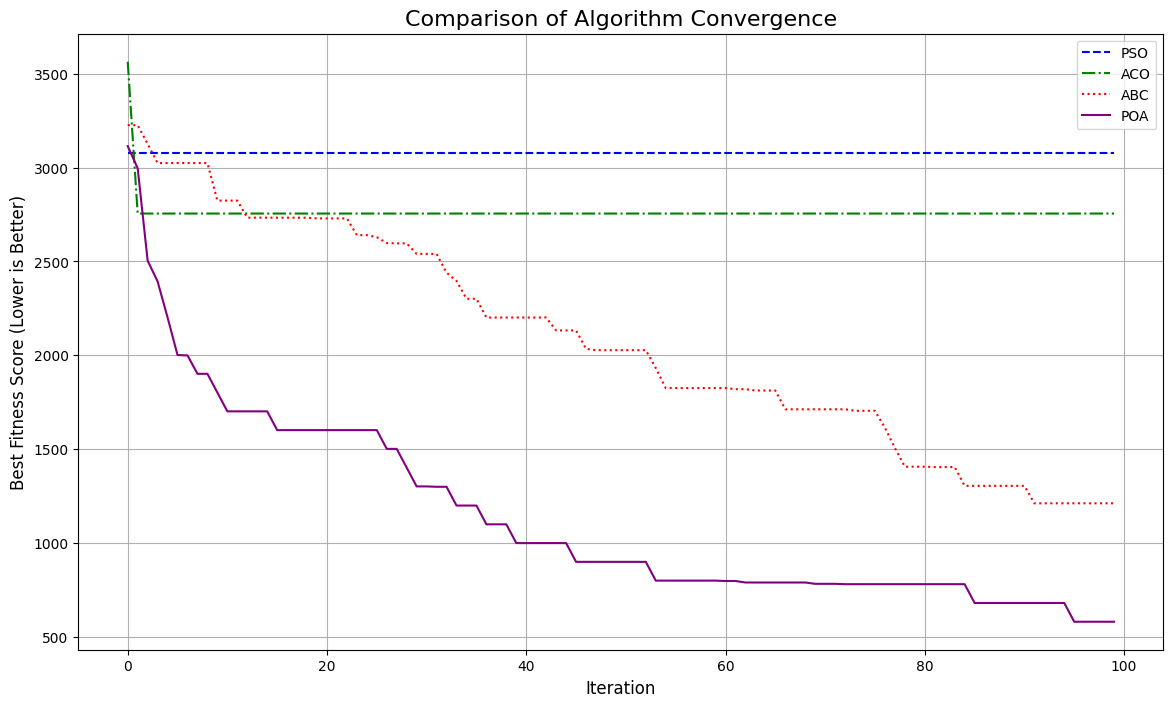 Comparison of Algorithm Convergence
PSO
ACO
ABC
POA
Best Fitness Score (Lower is Better)
3500
3000
2500
2000
1500
1000
500
0
20
40
60
80
100
Iteration